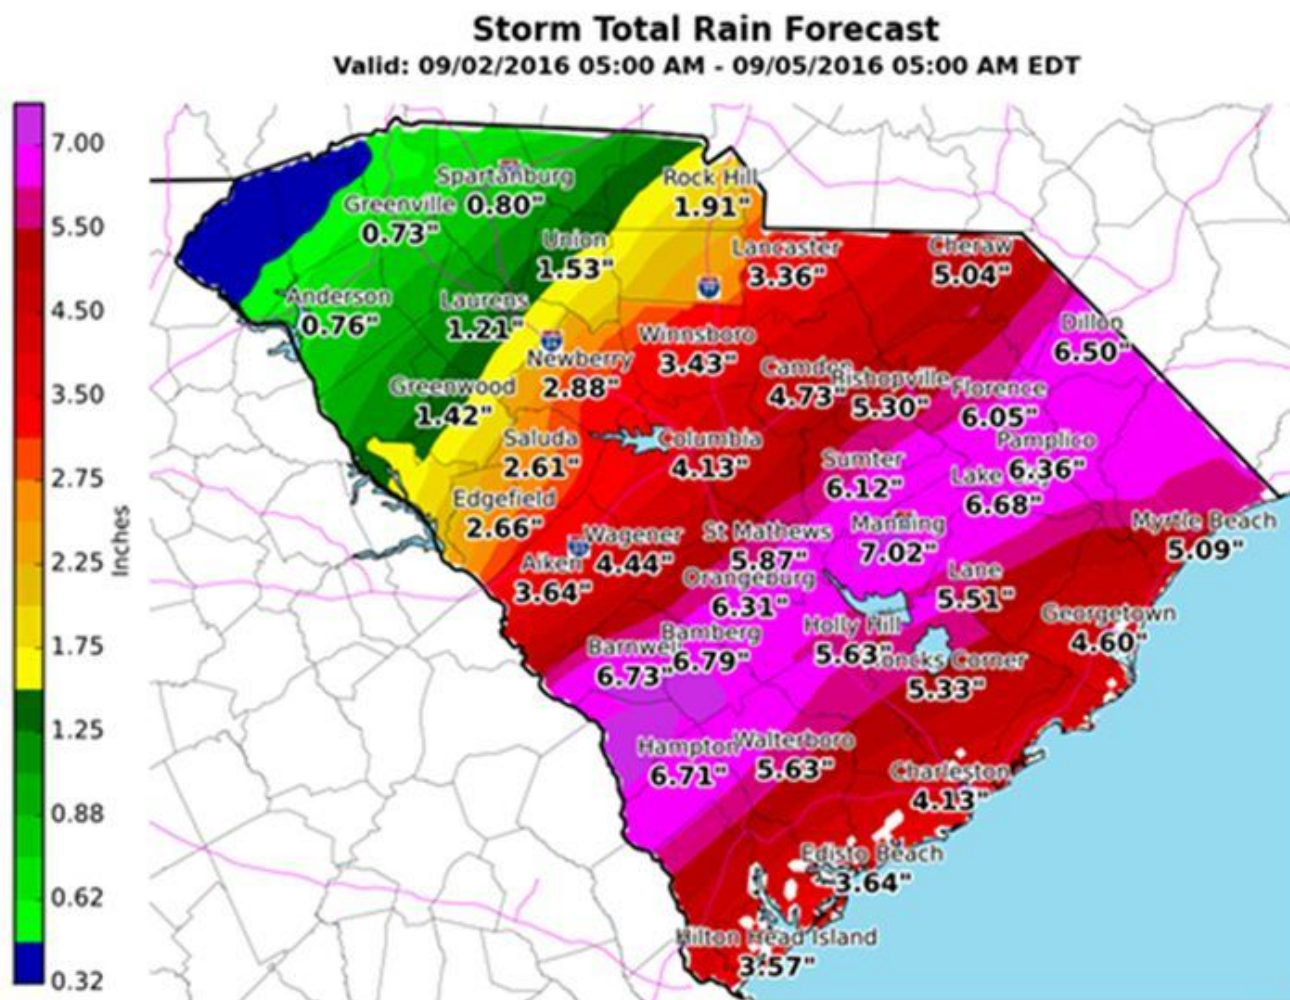 Storm Total Rain Forecast
Valid: 09/02/2016 05:00 AM - 09/05/2016 05:00 AM EDT
7.00
5.50
4.50
3.50
2.75
2.25
1.75
1.25
0.88
0.62
0.32
Inches
Spartanburg
0.80"
Greenville
0.73"
Rock Hill
1.91"
Union
1.53"
Lancaster
3.36"
Cheraw
5.04"
Anderson
0.76"
Laurens
1.21"
Dillon
6.50"
Winnsboro
3.43"
Newberry
2.88"
Camden
4.73"
Bishopville
5.30"
Florence
6.05"
Greenwood
1.42"
Saluda
2.61"
Columbia
4.13"
Pamplico
6.36"
Sumter
6.12"
Lake
6.68"
Edgefield
2.66"
Manning
7.02"
Myrtle Beach
5.09"
Wagener
4.44"
St Mathews
5.87"
Aiken
3.64"
Orangeburg
6.31"
Lane
5.51"
Georgetown
4.60"
Holly Hill
5.63"
Bamberg
6.79"
Barnwel
6.73"
oncks Corner
5.33"
Hampton
6.71"
Walterboro
5.63"
Charleston
4.13"
Edisto Beach
3.64"
Hilton Head Island
3.57"